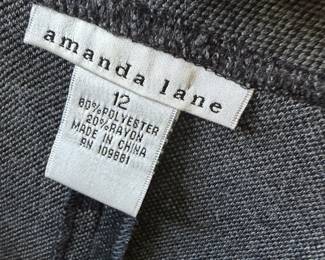 amanda lane
12
80%POLYESTER
20%RAYON
MADE IN CHINA
RN 109881